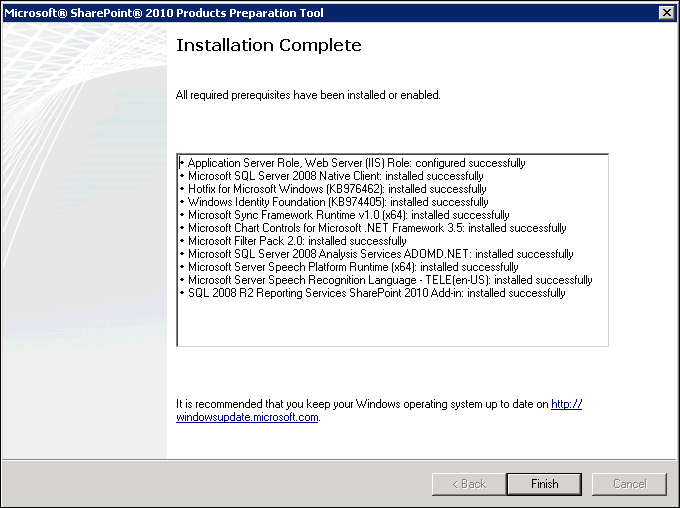 Microsoft® SharePoint® 2010 Products Preparation Tool
Installation Complete
All required prerequisites have been installed or enabled.
• Application Server Role, Web Server (IIS) Role: configured successfully
• Microsoft SQL Server 2008 Native Client: installed successfully
• Hotfix for Microsoft Windows (KB976462): installed successfully
• Windows Identity Foundation (KB974405): installed successfully
• Microsoft Sync Framework Runtime v1.0 (x64): installed successfully
• Microsoft Chart Controls for Microsoft .NET Framework 3.5: installed successfully
• Microsoft Filter Pack 2.0: installed successfully
• Microsoft SQL Server 2008 Analysis Services ADOMD.NET: installed successfully
• Microsoft Server Speech Platform Runtime (x64): installed successfully
• Microsoft Server Speech Recognition Language - TELE(en-US): installed successfully
• SQL 2008 R2 Reporting Services SharePoint 2010 Add-in: installed successfully
It is recommended that you keep your Windows operating system up to date on http://
windowsupdate.microsoft.com.
< Back Finish Cancel